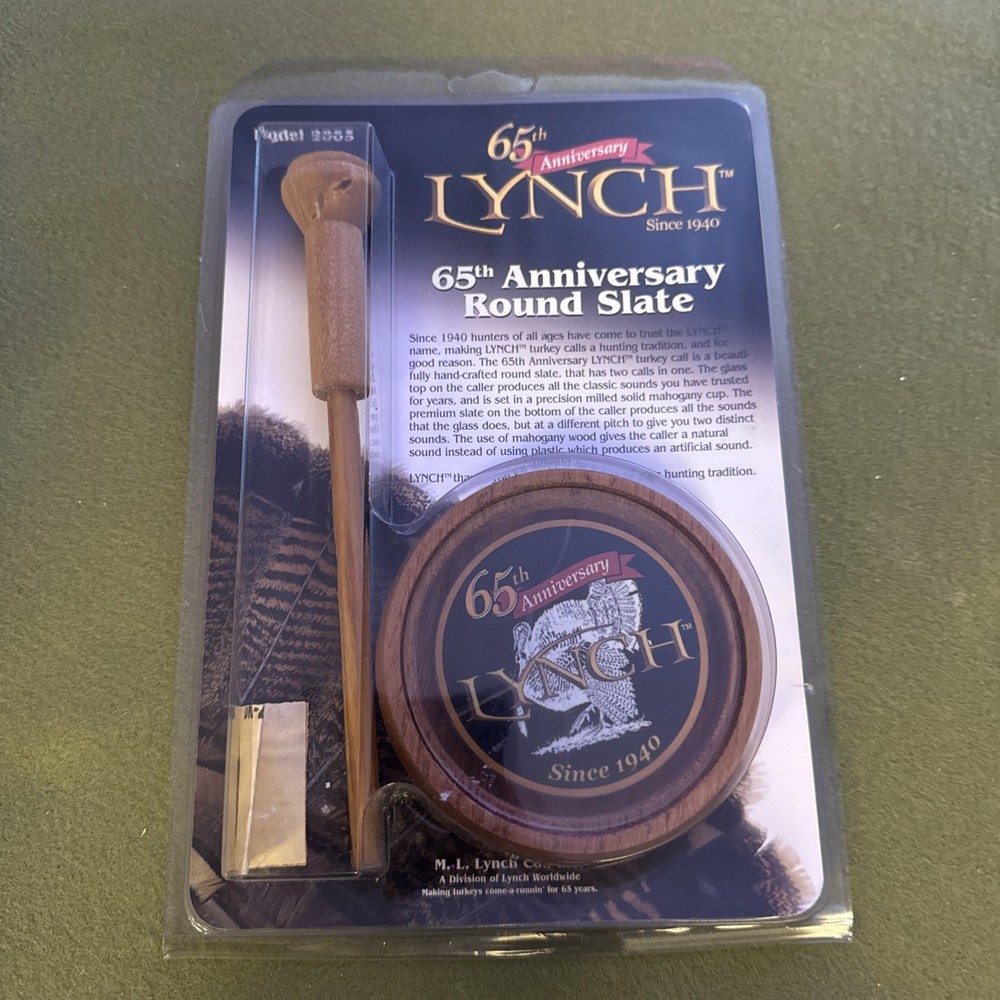 Model 2865
65th
Anniversary
LYNCH™
Since 1940
65th Anniversary
Round Slate
Since 1940 hunters of all ages have come to trust the LYNCH™
name, making LYNCH™ turkey calls a hunting tradition, and for
good reason. The 65th Anniversary LYNCH™ turkey call is a beauti-
fully hand-crafted round slate, that has two calls in one. The glass
top on the caller produces all the classic sounds you have trusted
for years, and is set in a precision milled solid mahogany cup. The
premium slate on the bottom of the caller produces all the sounds
that the glass does, but at a different pitch to give you two distinct
sounds. The use of mahogany wood gives the caller a natural
sound instead of using plastic which produces an artificial sound.
LYNCH™ hunting tradition.
65th
Anniversary
LYNCH™
Since 1940
M. L. Lynch
A Division of Lynch Worldwide
Making turkeys come-a-runnin' for 65 years.